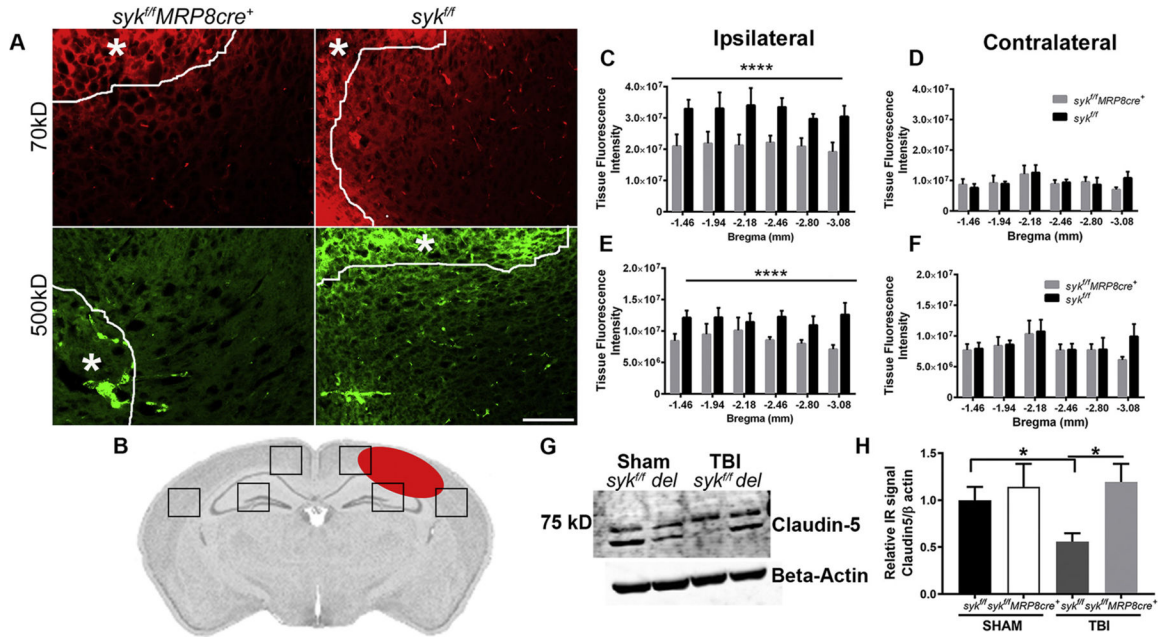 syk^f/f MRP8cre^+ syk^f/f
A
*
*
70kD
*
*
500kD
B
Ipsilateral
Contralateral
C
****
Tissue Fluorescence
Intensity
4.0×10^7
3.0×10^7
2.0×10^7
1.0×10^7
0
-1.46 -1.94 -2.18 -2.46 -2.80 -3.08
Bregma (mm)
D
syk^f/f MRP8cre^+
syk^f/f
Tissue Fluorescence
Intensity
4.0×10^7
3.0×10^7
2.0×10^7
1.0×10^7
0
-1.46 -1.94 -2.18 -2.46 -2.80 -3.08
Bregma (mm)
E
****
Tissue Fluorescence
Intensity
2.0×10^7
1.5×10^7
1.0×10^7
5.0×10^6
0
-1.46 -1.94 -2.18 -2.46 -2.80 -3.08
Bregma (mm)
F
syk^f/f MRP8cre^+
syk^f/f
Tissue Fluorescence
Intensity
2.0×10^7
1.5×10^7
1.0×10^7
5.0×10^6
0
-1.46 -1.94 -2.18 -2.46 -2.80 -3.08
Bregma (mm)
G
Sham TBI
syk^f/f del syk^f/f del
75 kD
Claudin-5
Beta-Actin
H
* *
Relative IR signal
Claudin5/β actin
1.5
1.0
0.5
0.0
syk^f/f syk^f/f MRP8cre^+ syk^f/f syk^f/f MRP8cre^+
SHAM TBI